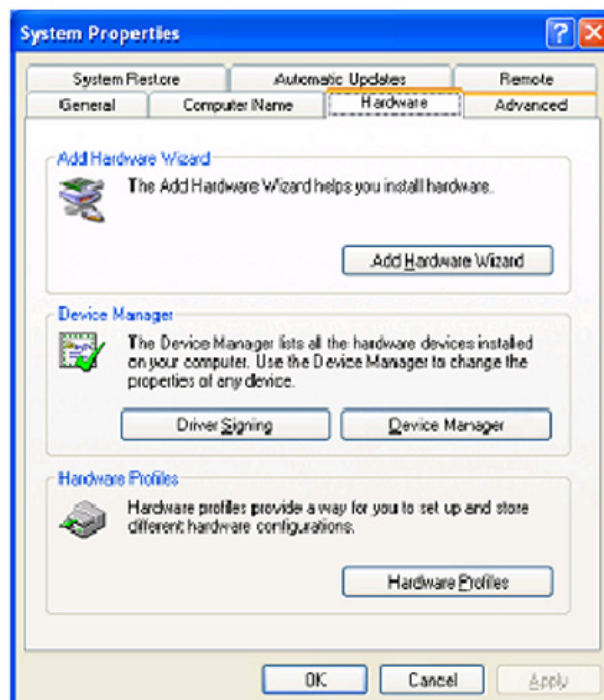 System Properties
System Restore
Automatic Updates
Remote
General
Computer Name
Hardware
Advanced
Add Hardware Wizard
The Add Hardware Wizard helps you install hardware.
Add Hardware Wizard
Device Manager
The Device Manager lists all the hardware devices installed
on your computer. Use the Device Manager to change the
properties of any device.
Driver Signing
Device Manager
Hardware Profiles
Hardware profiles provide a way for you to set up and store
different hardware configurations.
Hardware Profiles
OK
Cancel
Apply